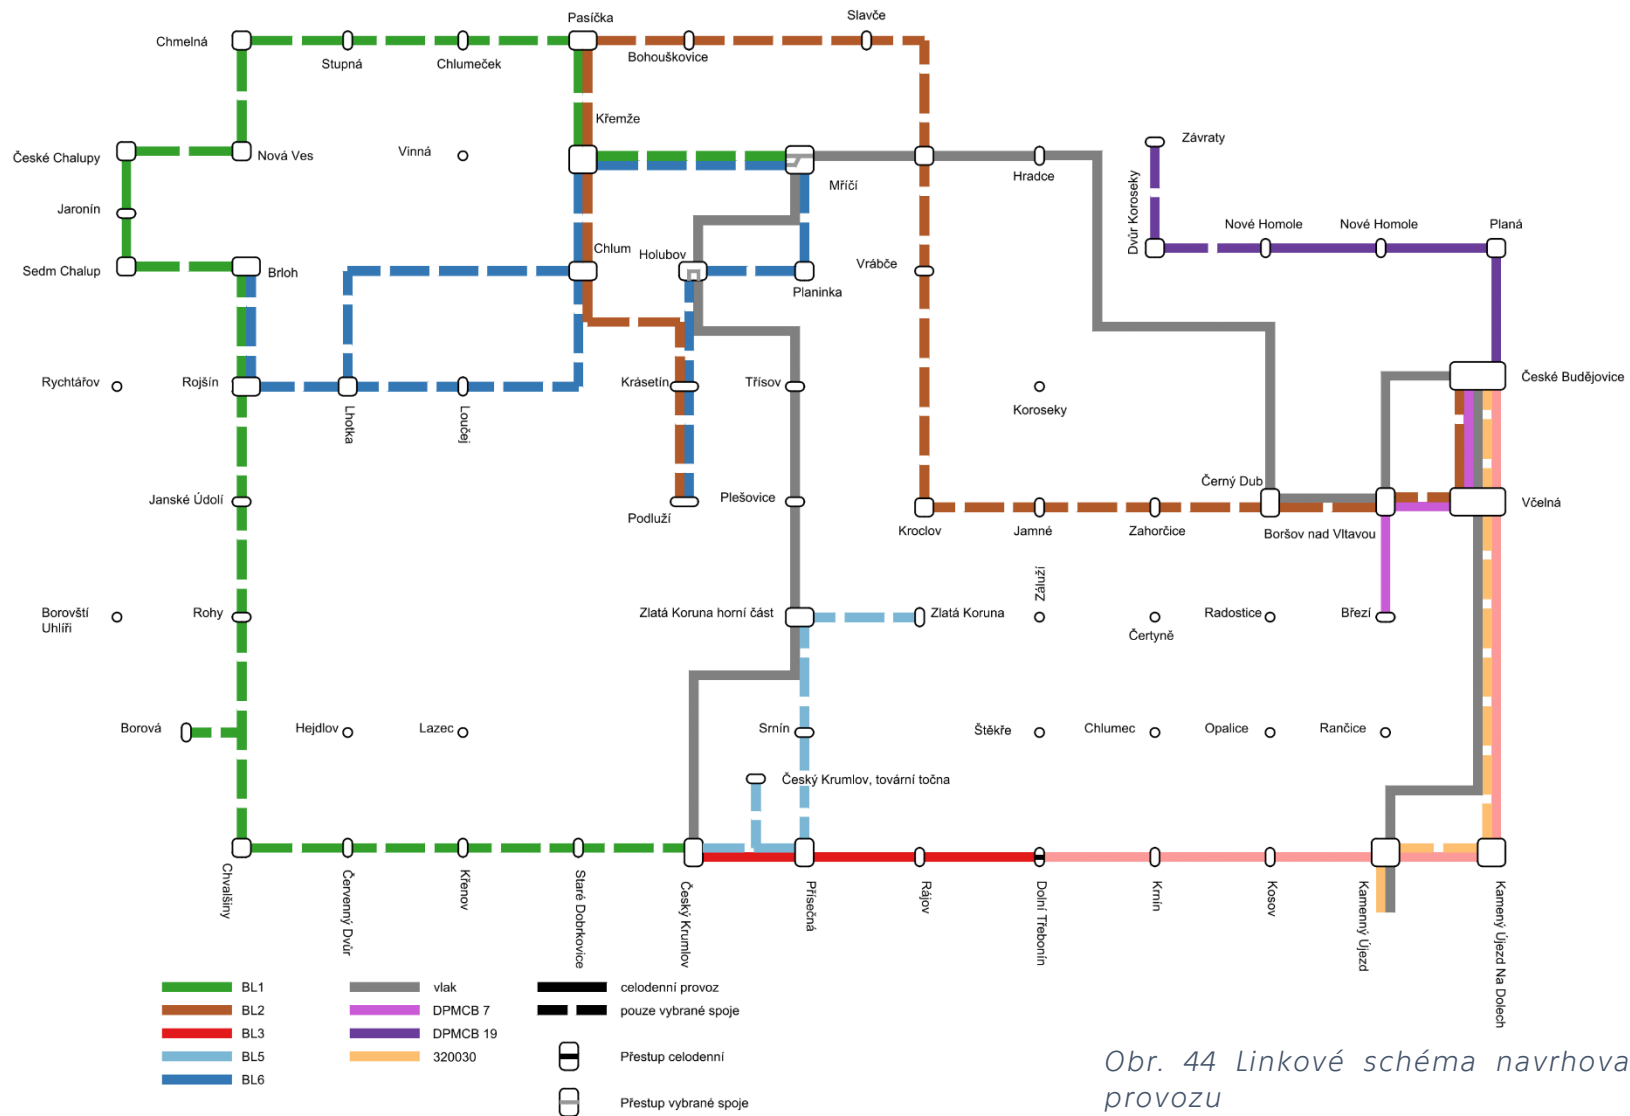 Pasíčka
Slavče
Chmelná
Stupná
Chlumeček
Bohouškovice
Křemže
České Chalupy
Nová Ves
Vinná
Mříčí
Hradce
Závraty
Dvůr Koroseky
Nové Homole
Nové Homole
Planá
Jaronín
Sedm Chalup
Brloh
Chlum
Holubov
Planinka
Vrábče
Rychtářov
Rojšín
Lhotka
Loučej
Krásetín
Třísov
Koroseky
České Budějovice
Janské Údolí
Podluží
Plešovice
Kroclov
Jamné
Zahorčice
Černý Dub
Boršov nad Vltavou
Včelná
Borovští
Uhlíři
Rohy
Zlatá Koruna horní část
Zlatá Koruna
Záluží
Čertyně
Radostice
Březí
Borová
Hejdlov
Lazec
Srnín
Štěkře
Chlumec
Opalice
Rančice
Český Krumlov, tovární točna
Chvalšiny
Červenný Dvůr
Křenov
Staré Dobrkovice
Český Krumlov
Přísečná
Rájov
Dolní Třebonín
Krnín
Kosov
Kamenný Újezd
Kamený Újezd Na Dolech
BL1
BL2
BL3
BL5
BL6
vlak
DPMCB 7
DPMCB 19
320030
celodenní provoz
pouze vybrané spoje
Přestup celodenní
Přestup vybrané spoje
Obr. 44 Linkové schéma navrhova
provozu